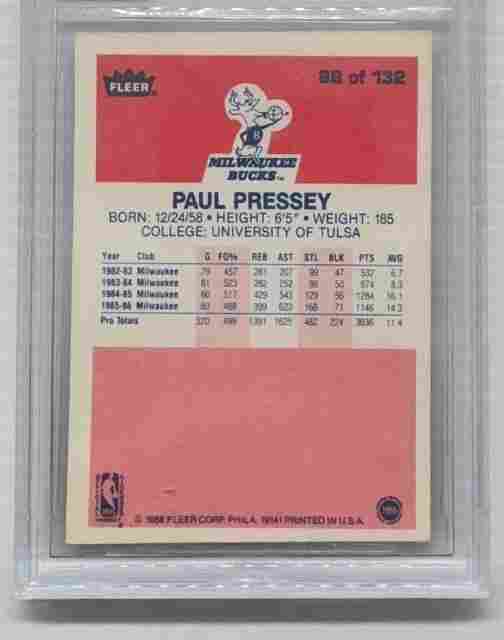 FLEER
88 of 132
B
MILWAUKEE
BUCKS™
PAUL PRESSEY
BORN: 12/24/58 • HEIGHT: 6'5" • WEIGHT: 185
COLLEGE: UNIVERSITY OF TULSA
Year Club G FG% REB AST STL BLK PTS AVG
1982-83 Milwaukee 79 457 281 207 99 47 532 6.7
1983-84 Milwaukee 81 523 282 252 50 674 8.3
1984-85 Milwaukee 80 517 429 543 129 56 1284 16.1
1985-86 Milwaukee 80 488 399 623 168 71 1146 14.3
Pro Totals 320 499 1391 1625 482 224 3636 11.4
NBA
© 1986 FLEER CORP. PHILA. 19141 PRINTED IN U.S.A.